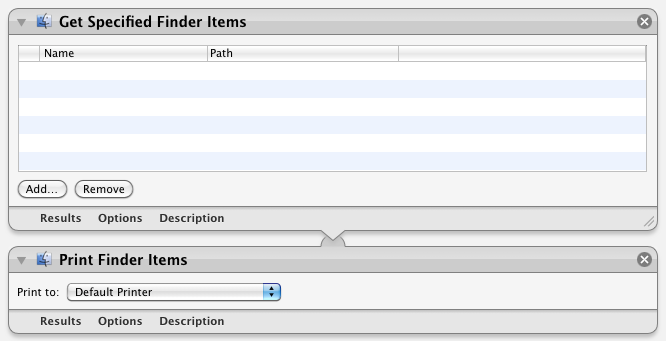 Get Specified Finder Items
Name Path
Add... Remove
Results Options Description
Print Finder Items
Print to: Default Printer
Results Options Description